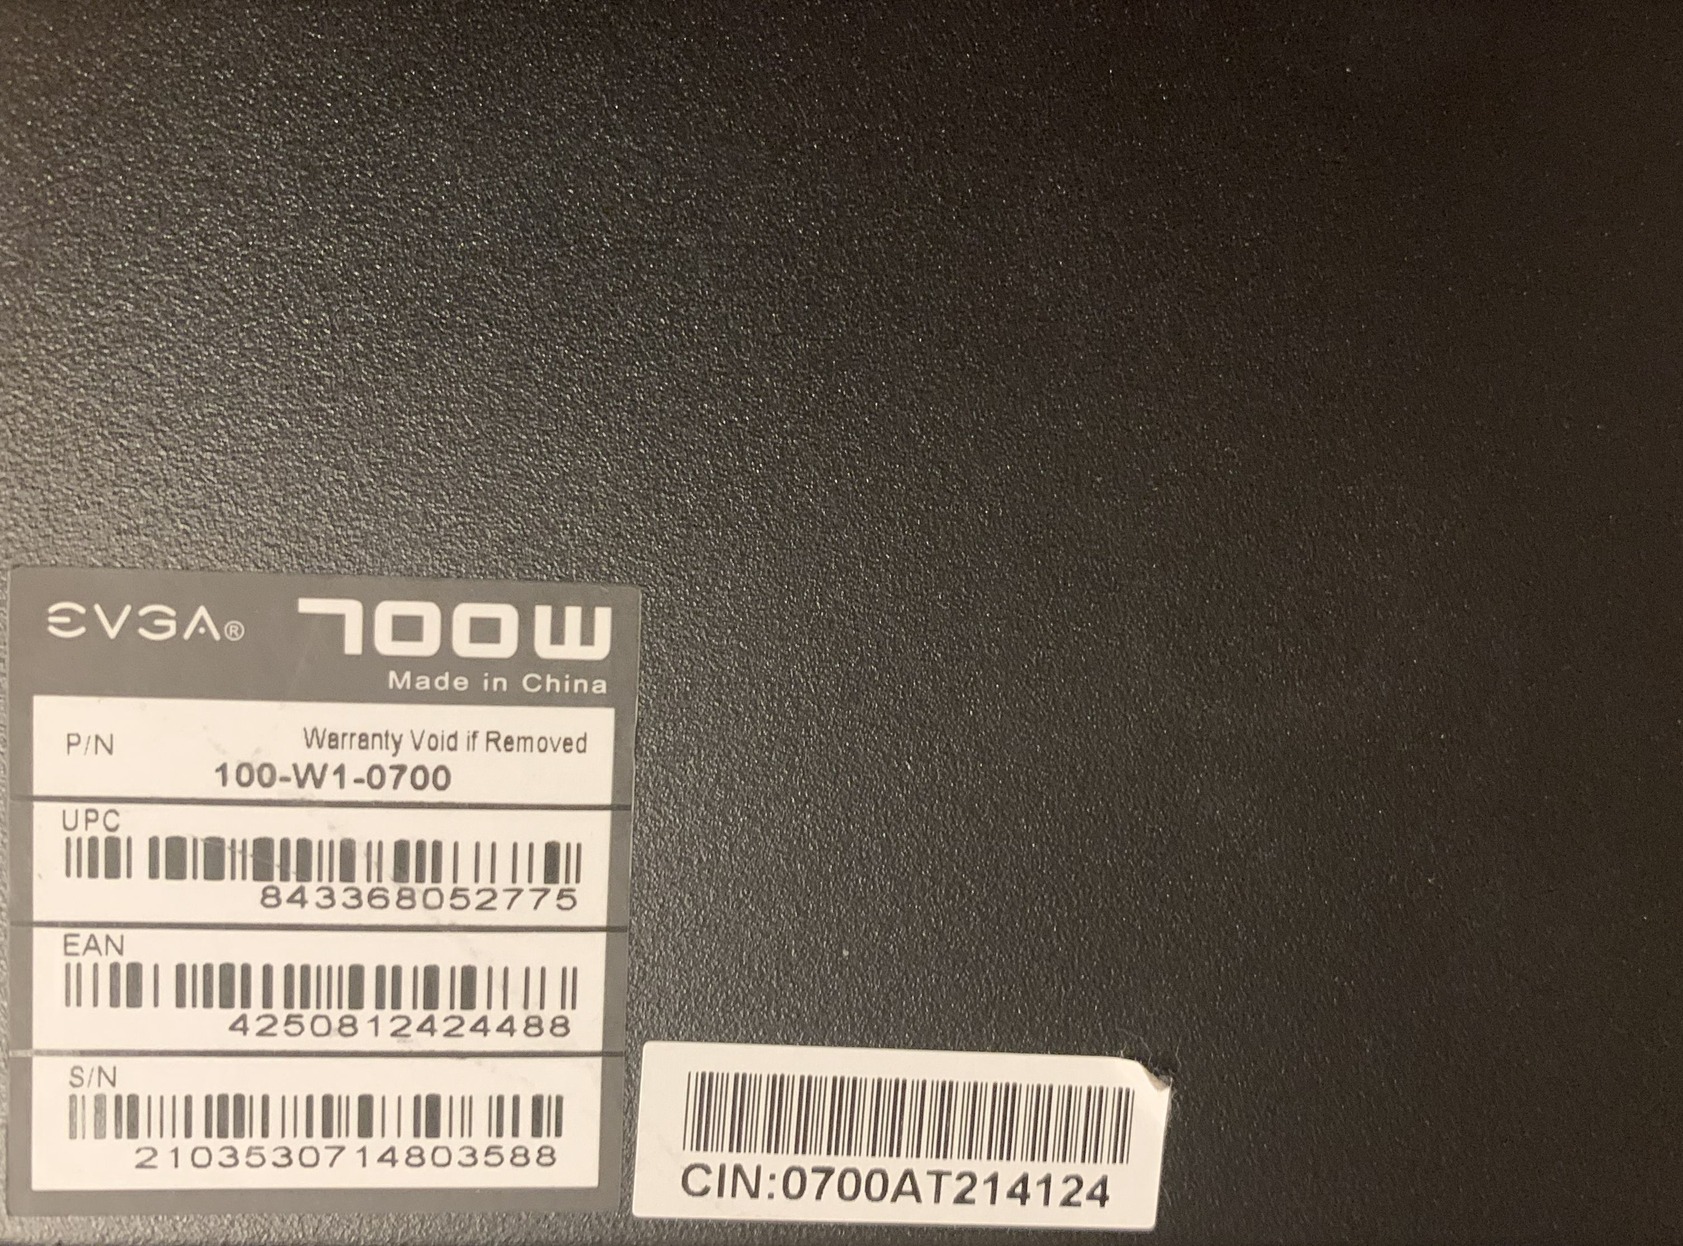 EVGA® 700W
Made in China
P/N Warranty Void if Removed
100-W1-0700
UPC
843368052775
EAN
4250812424488
S/N
2103530714803588
CIN:0700AT214124